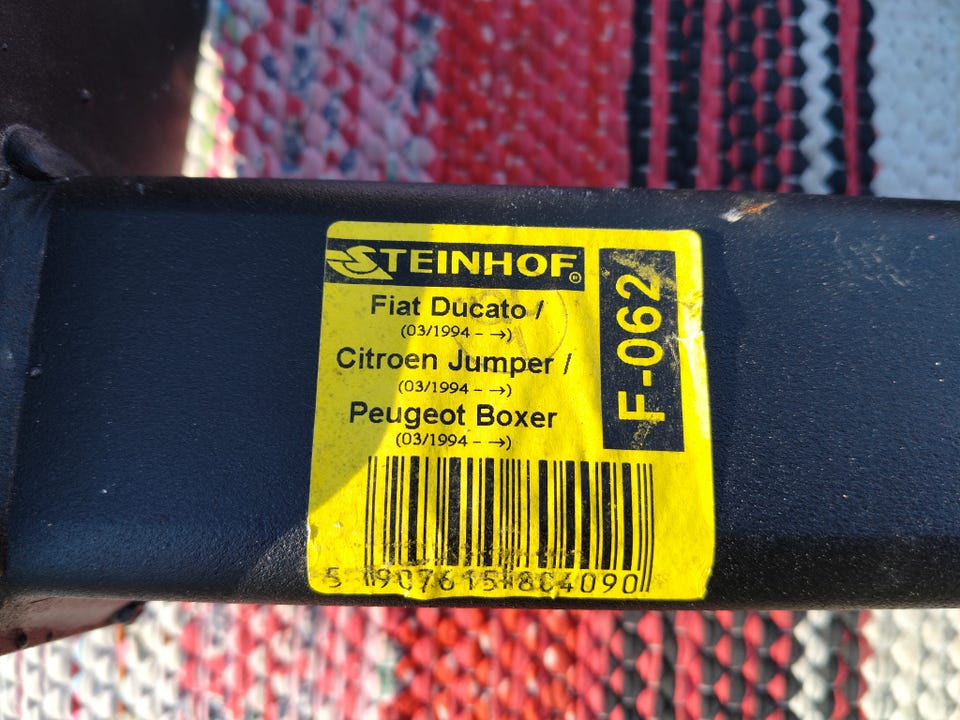 STEINHOF
Fiat Ducato /
(03/1994 – →)
Citroen Jumper /
(03/1994 – →)
Peugeot Boxer
(03/1994 – →)
F-062
5 907615 804090